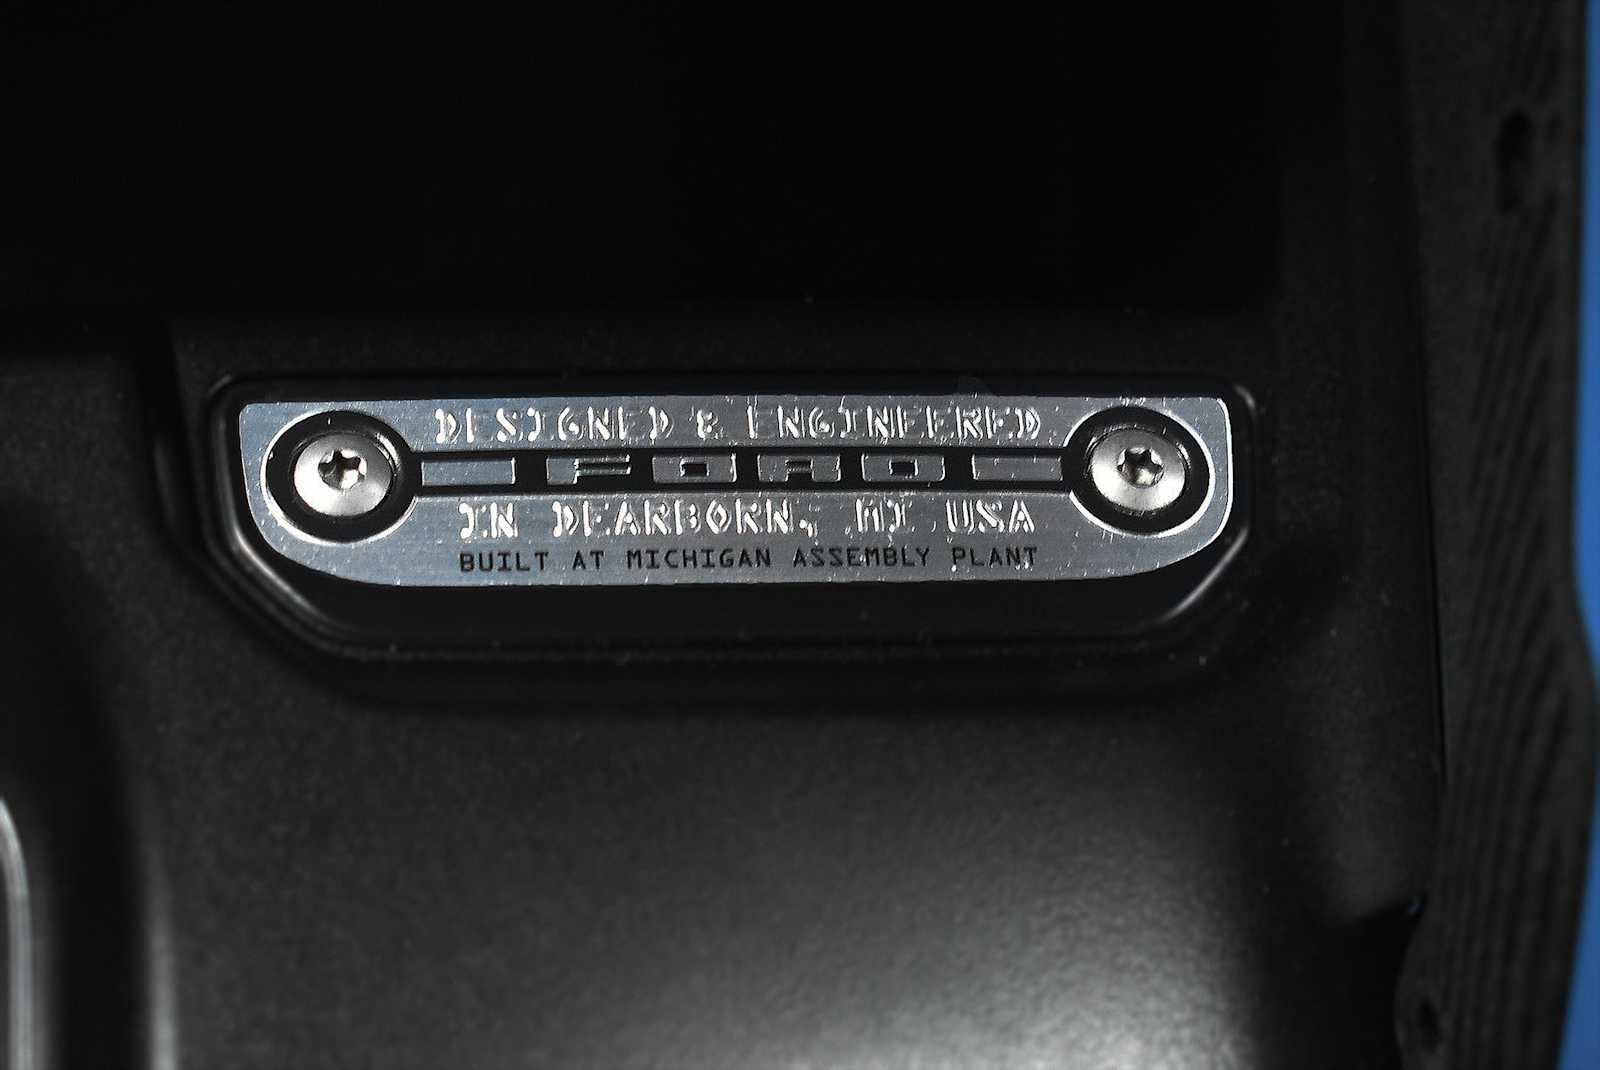 DESIGNED & ENGINEERED
FORD
IN DEARBORN, MI USA
BUILT AT MICHIGAN ASSEMBLY PLANT